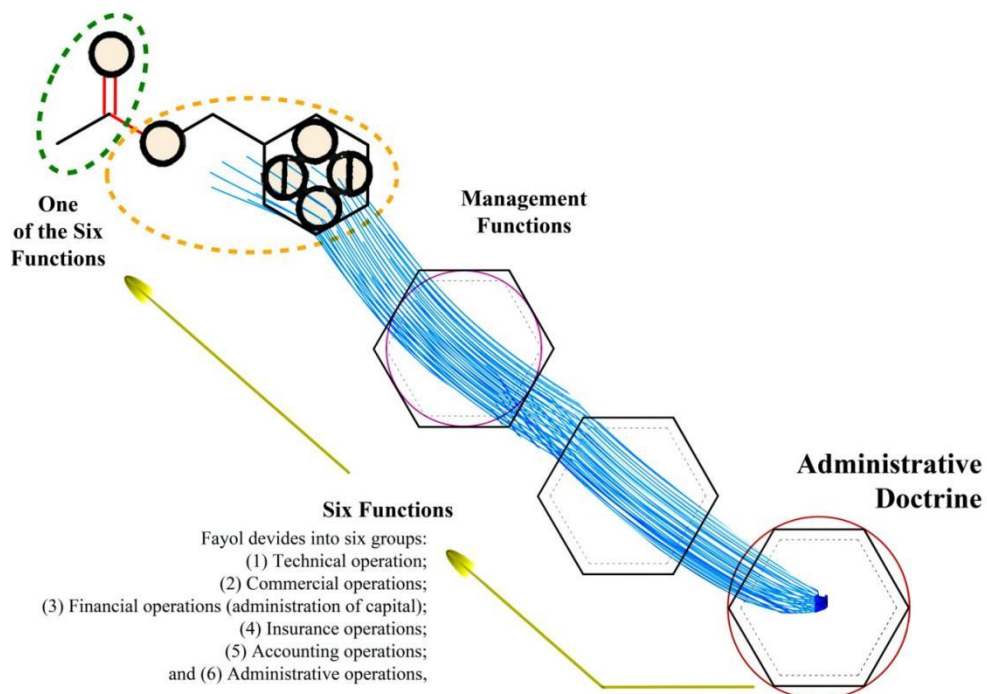 One
of the Six
Functions
Management
Functions
Administrative
Doctrine
Six Functions
Fayol devides into six groups:
(1) Technical operation;
(2) Commercial operations;
(3) Financial operations (administration of capital);
(4) Insurance operations;
(5) Accounting operations;
and (6) Administrative operations,